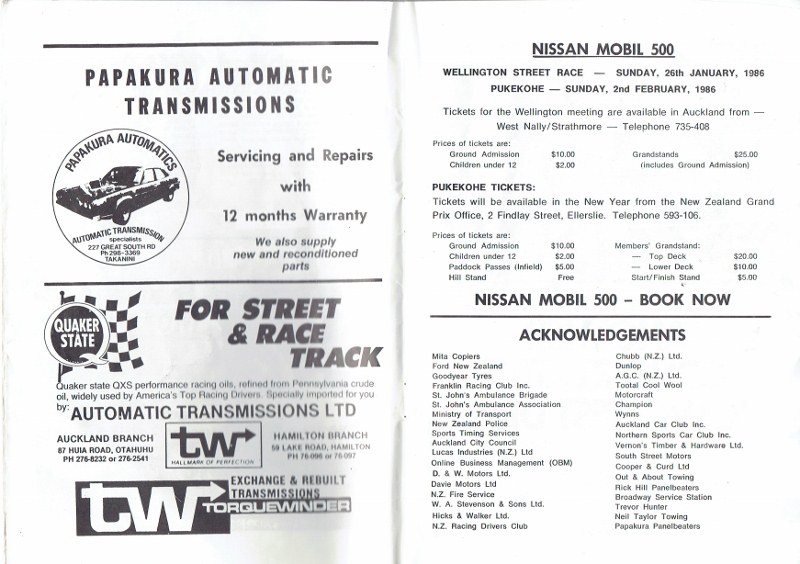 PAPAKURA AUTOMATIC
TRANSMISSIONS
PAPAKURA AUTOMATICS
AUTOMATIC TRANSMISSION
specialists
227 GREAT SOUTH RD
Ph 298-3369
TAKANINI
Servicing and Repairs
with
12 months Warranty
We also supply
new and reconditioned
parts
QUAKER
STATE
FOR STREET
& RACE
TRACK
Quaker state QXS performance racing oils, refined from Pennsylvania crude
oil, widely used by America's Top Racing Drivers. Specially imported for you
by: AUTOMATIC TRANSMISSIONS LTD
AUCKLAND BRANCH
87 HUIA ROAD, OTAHUHU
PH 276-8232 or 276-2541
tw
HALLMARK OF PERFECTION
HAMILTON BRANCH
59 LAKE ROAD, HAMILTON
PH 76-096 or 76-097
tw
EXCHANGE & REBUILT
TRANSMISSIONS
TORQUEWINDER
NISSAN MOBIL 500
WELLINGTON STREET RACE — SUNDAY, 26th JANUARY, 1986
PUKEKOHE — SUNDAY, 2nd FEBRUARY, 1986
Tickets for the Wellington meeting are available in Auckland from —
West Nally/Strathmore — Telephone 735-408
Prices of tickets are:
Ground Admission $10.00 Grandstands $25.00
Children under 12 $2.00 (includes Ground Admission)
PUKEKOHE TICKETS:
Tickets will be available in the New Year from the New Zealand Grand
Prix Office, 2 Findlay Street, Ellerslie. Telephone 593-106.
Prices of tickets are:
Ground Admission $10.00 Members' Grandstand:
Children under 12 $2.00 — Top Deck $20.00
Paddock Passes (Infield) $5.00 — Lower Deck $10.00
Hill Stand Free Start/Finish Stand $5.00
NISSAN MOBIL 500 – BOOK NOW
ACKNOWLEDGEMENTS
Mita Copiers
Ford New Zealand
Goodyear Tyres
Franklin Racing Club Inc.
St. John's Ambulance Brigade
St. John's Ambulance Association
Ministry of Transport
New Zealand Police
Sports Timing Services
Auckland City Council
Lucas Industries (N.Z.) Ltd
Online Business Management (OBM)
D. & W. Motors Ltd.
Davie Motors Ltd
N.Z. Fire Service
W. A. Stevenson & Sons Ltd.
Hicks & Walker Ltd.
N.Z. Racing Drivers Club
Chubb (N.Z.) Ltd.
Dunlop
A.G.C. (N.Z.) Ltd.
Tootal Cool Wool
Motorcraft
Champion
Wynns
Auckland Car Club Inc.
Northern Sports Car Club Inc.
Vernon's Timber & Hardware Ltd.
South Street Motors
Cooper & Curd Ltd
Out & About Towing
Rick Hill Panelbeaters
Broadway Service Station
Trevor Hunter
Neil Taylor Towing
Papakura Panelbeaters